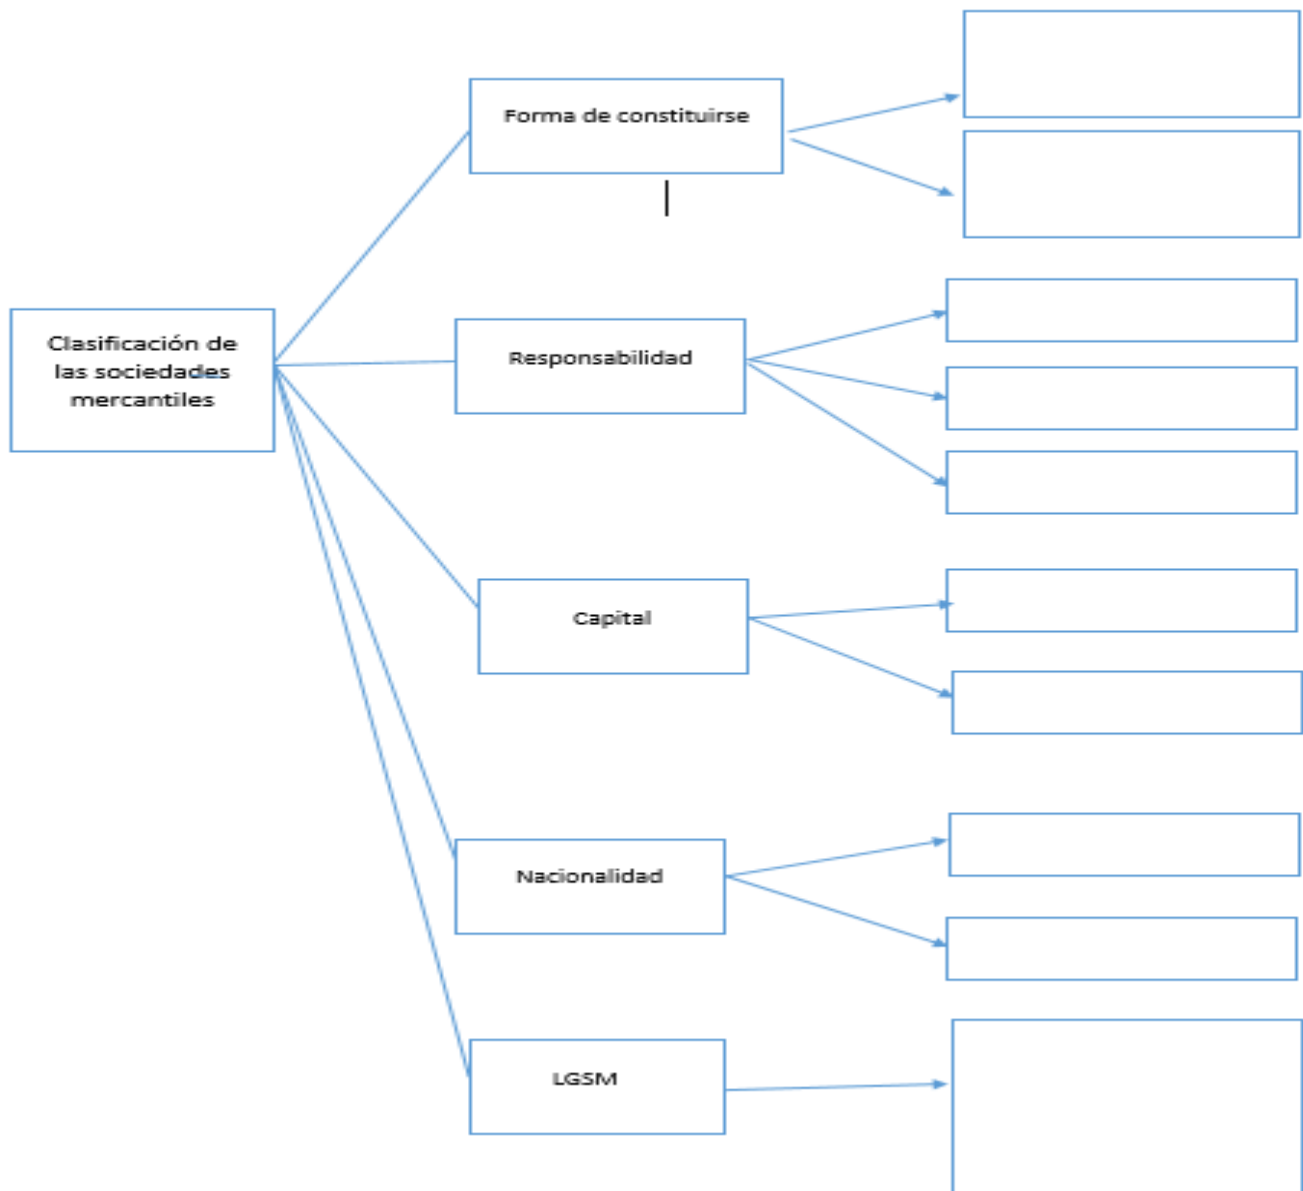 Forma de constituirse
Clasificación de
las sociedades
mercantiles
Responsabilidad
Capital
Nacionalidad
LGSM